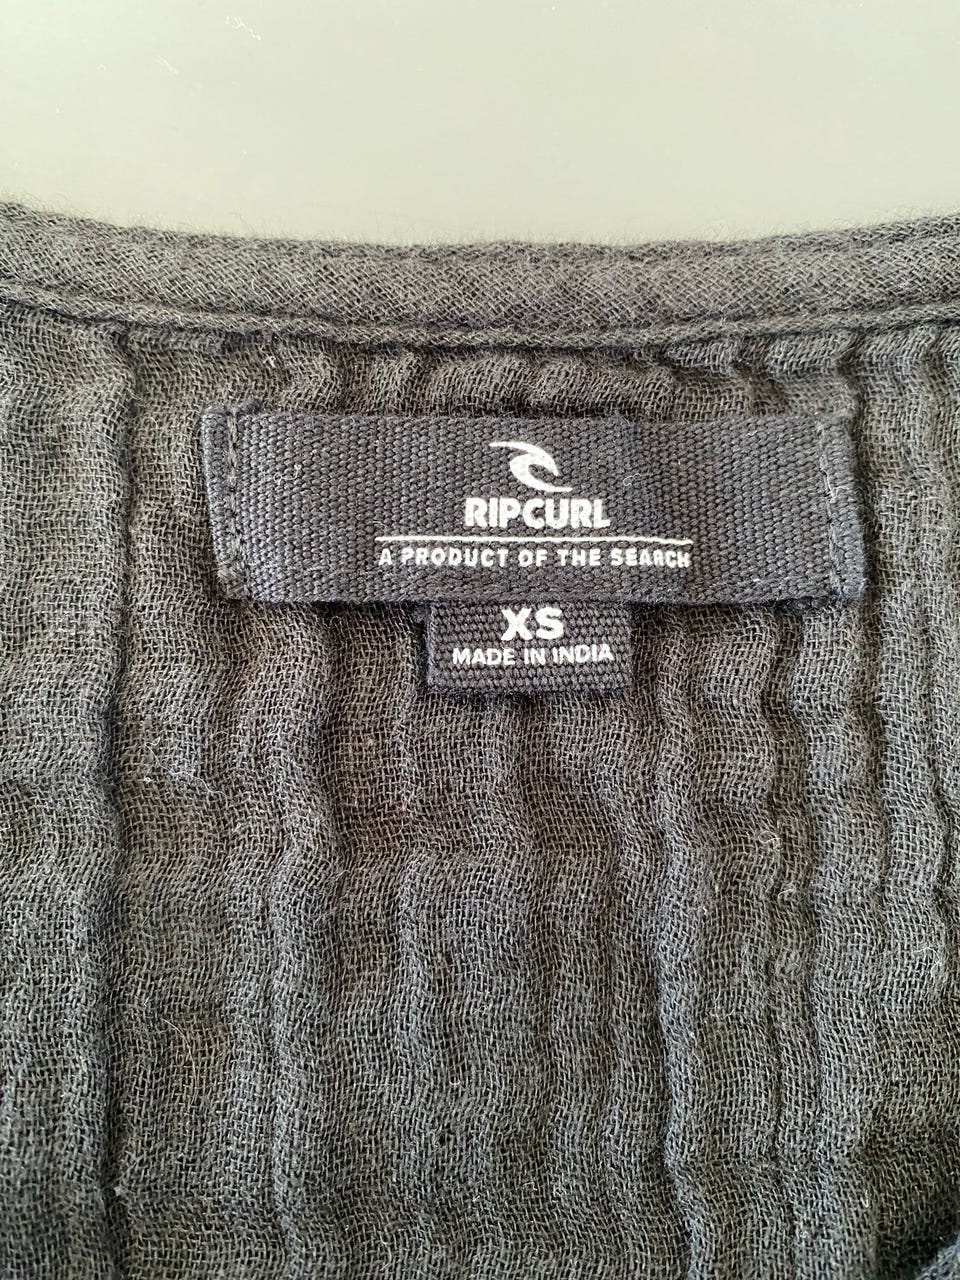 RIPCURL
A PRODUCT OF THE SEARCH
XS
MADE IN INDIA